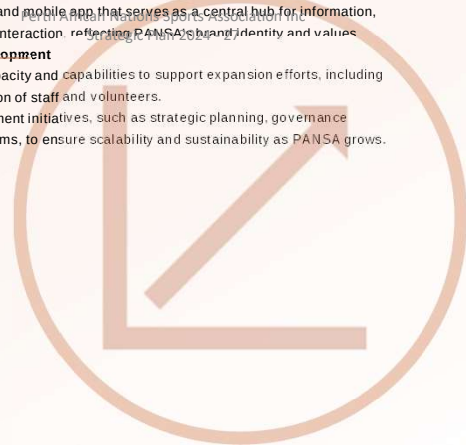 Perth African Nations Sports Association Inc
and mobile app that serves as a central hub for information,
nteraction, reflecting PANSA's brand identity and values
Strategic Plan 2024 - 27
opment
acity and capabilities to support expansion efforts, including
on of staff and volunteers.
ment initiatives, such as strategic planning, governance
ms, to ensure scalability and sustainability as PANSA grows.